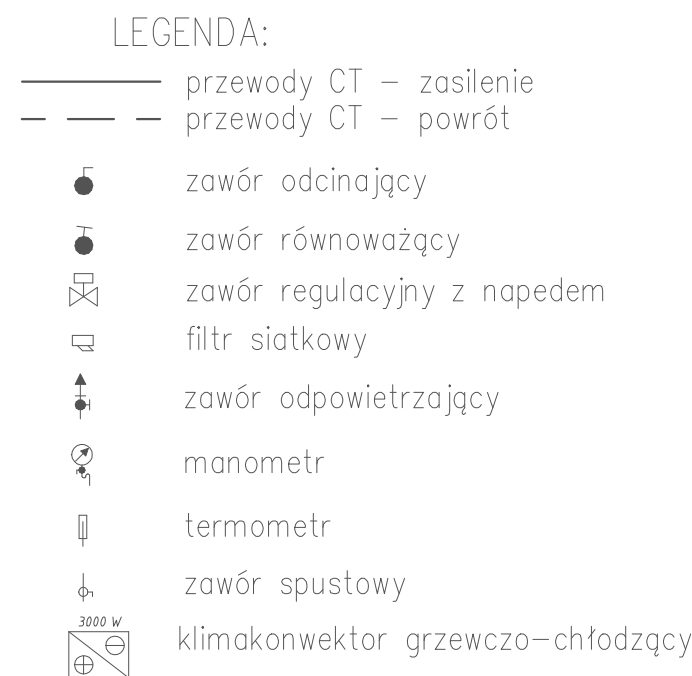 LEGENDA:
przewody CT – zasilenie
przewody CT – powrót
zawór odcinający
zawór równoważący
zawór regulacyjny z napedem
filtr siatkowy
zawór odpowietrzający
manometr
termometr
zawór spustowy
3000 W
klimakonwektor grzewczo–chłodzący